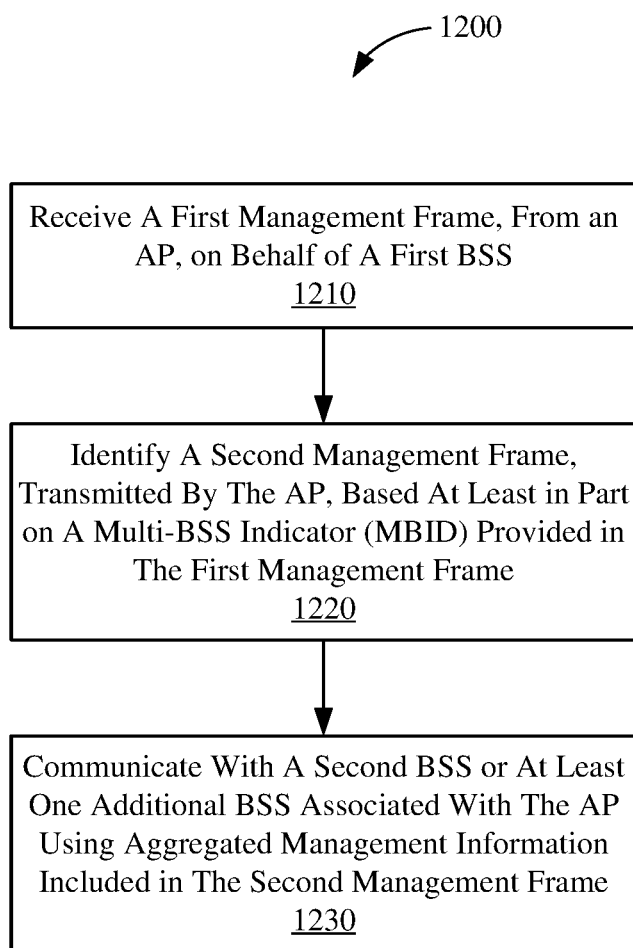 1200
Receive A First Management Frame, From an
AP, on Behalf of A First BSS
1210
Identify A Second Management Frame,
Transmitted By The AP, Based At Least in Part
on A Multi-BSS Indicator (MBID) Provided in
The First Management Frame
1220
Communicate With A Second BSS or At Least
One Additional BSS Associated With The AP
Using Aggregated Management Information
Included in The Second Management Frame
1230